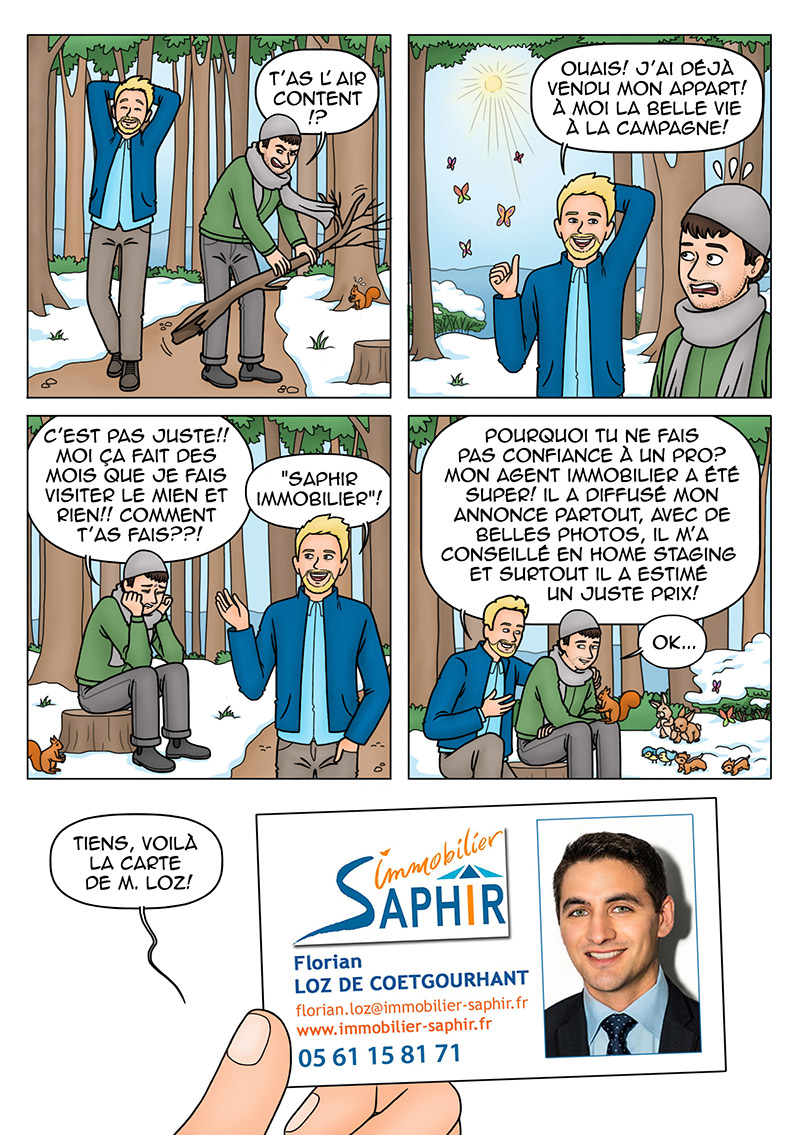 T'AS L'AIR
CONTENT
!?
OUAIS! J'AI DÉJÀ
VENDU MON APPART!
À MOI LA BELLE VIE
À LA CAMPAGNE!
C'EST PAS JUSTE!!
MOI ÇA FAIT DES
MOIS QUE JE FAIS
VISITER LE MIEN ET
RIEN!! COMMENT
T'AS FAIS??!
"SAPHIR
IMMOBILIER"!
POURQUOI TU NE FAIS
PAS CONFIANCE À UN PRO?
MON AGENT IMMOBILIER A ÉTÉ
SUPER! IL A DIFFUSÉ MON
ANNONCE PARTOUT, AVEC DE
BELLES PHOTOS, IL M'A
CONSEILLÉ EN HOME STAGING
ET SURTOUT IL A ESTIMÉ
UN JUSTE PRIX!
OK...
TIENS, VOILÀ
LA CARTE
DE M. LOZ!
immobilier
SAPHIR
Florian
LOZ DE COETGOURHANT
florian.loz@immobilier-saphir.fr
www.immobilier-saphir.fr
05 61 15 81 71